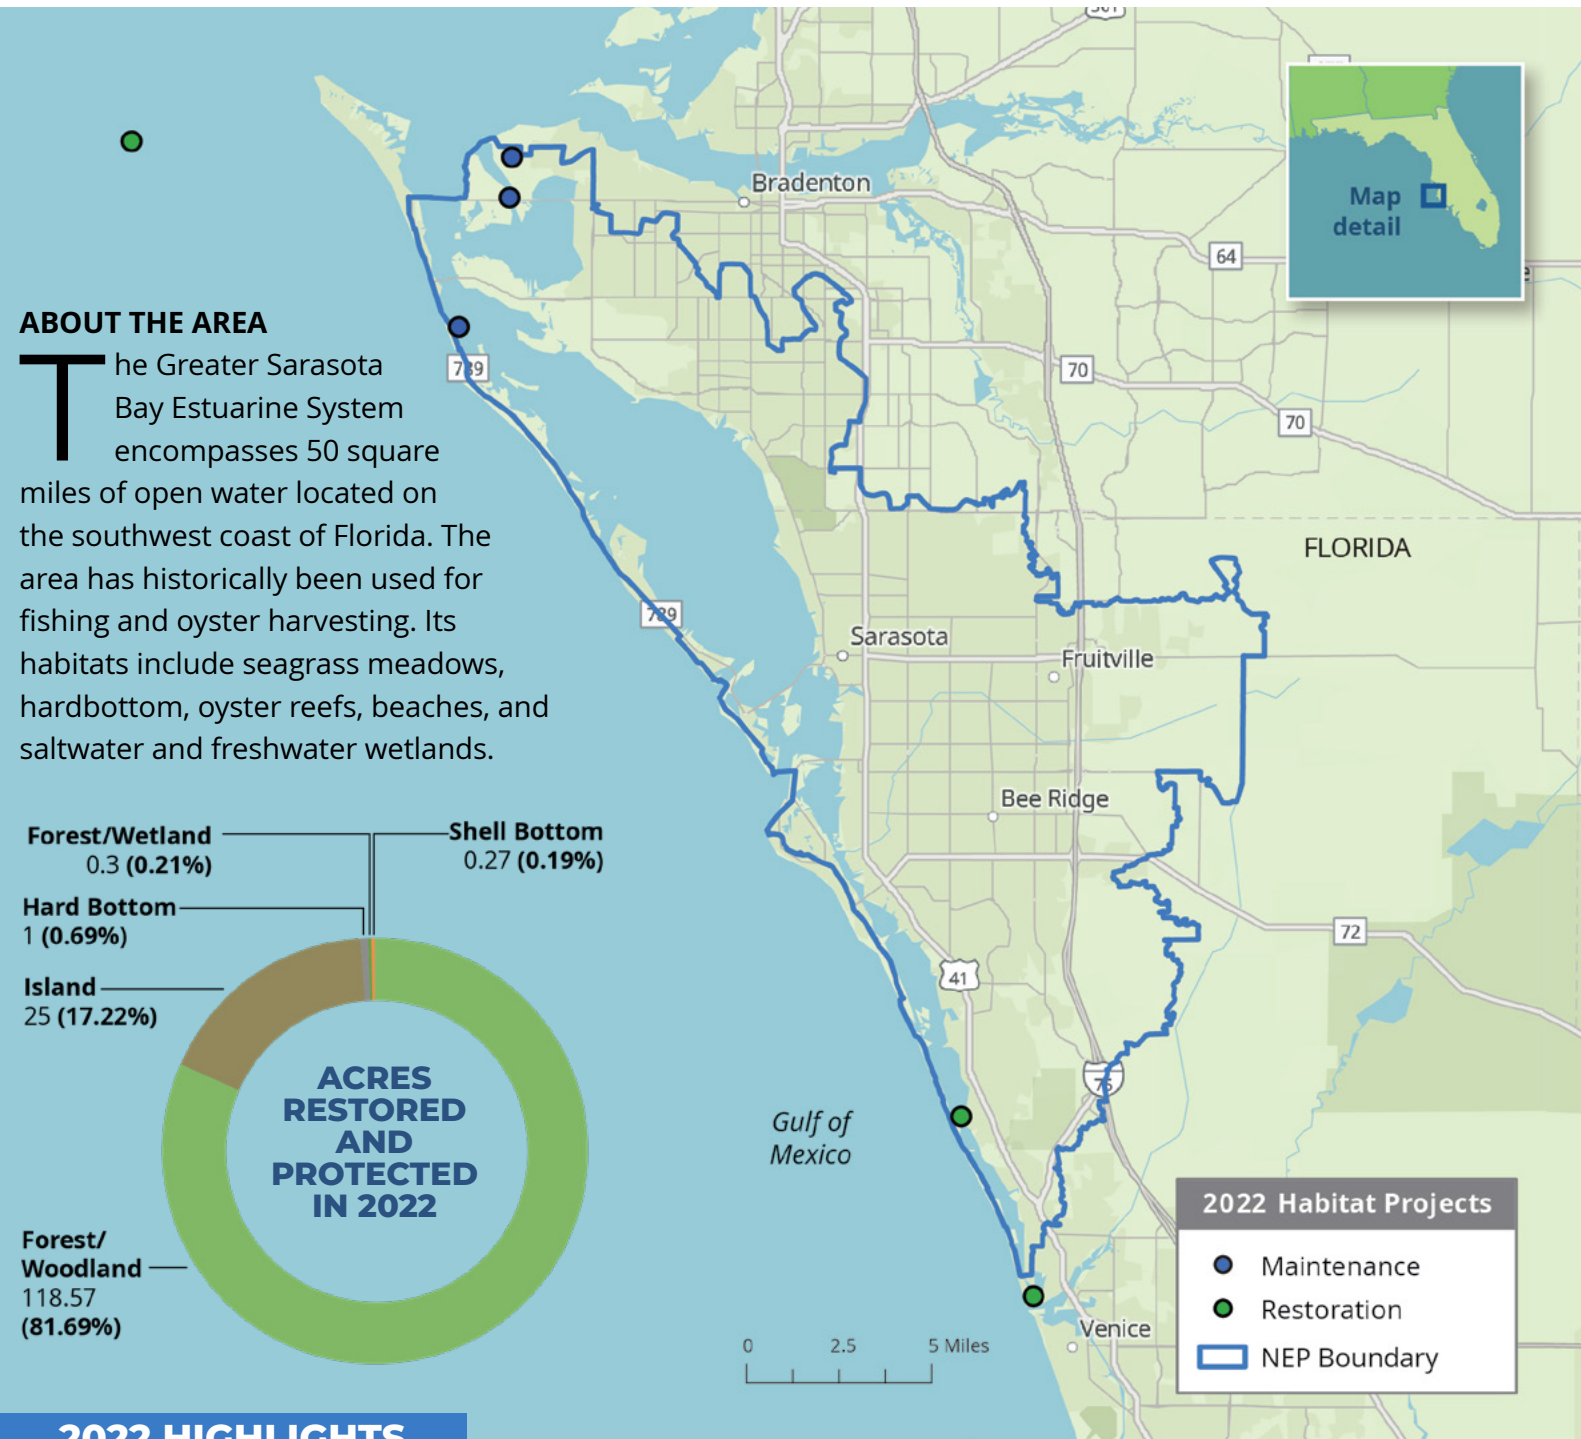 ABOUT THE AREA
The Greater Sarasota
Bay Estuarine System
encompasses 50 square
miles of open water located on
the southwest coast of Florida. The
area has historically been used for
fishing and oyster harvesting. Its
habitats include seagrass meadows,
hardbottom, oyster reefs, beaches, and
saltwater and freshwater wetlands.
Forest/Wetland
0.3 (0.21%)
Shell Bottom
0.27 (0.19%)
Hard Bottom
1 (0.69%)
Island
25 (17.22%)
ACRES
RESTORED
AND
PROTECTED
IN 2022
Forest/
Woodland
118.57
(81.69%)
2022 HIGHLIGHTS
301
Bradenton
Map
detail
64
789
70
70
FLORIDA
789
Sarasota
Fruitville
Bee Ridge
72
41
75
Gulf of
Mexico
Venice
0 2.5 5 Miles
2022 Habitat Projects
Maintenance
Restoration
NEP Boundary